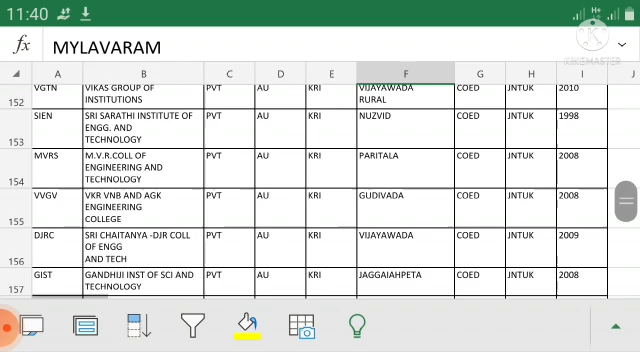 11:40
fx MYLAVARAM
A B C D E F G H I J
152 VGTN VIKAS GROUP OF INSTITUTIONS PVT AU KRI VIJAYAWADA RURAL COED JNTUK 2010
153 SIEN SRI SARATHI INSTITUTE OF ENGG. AND TECHNOLOGY PVT AU KRI NUZVID COED JNTUK 1998
154 MVRS M.V.R.COLL OF ENGINEERING AND TECHNOLOGY PVT AU KRI PARITALA COED JNTUK 2008
155 VVGV VKR VNB AND AGK ENGINEERING COLLEGE PVT AU KRI GUDIVADA COED JNTUK 2008
156 DJRC SRI CHAITANYA -DJR COLL OF ENGG AND TECH PVT AU KRI VIJAYAWADA COED JNTUK 2009
157 GIST GANDHIJI INST OF SCI AND TECHNOLOGY PVT AU KRI JAGGAIAHPETA COED JNTUK 2008
KINEMASTER